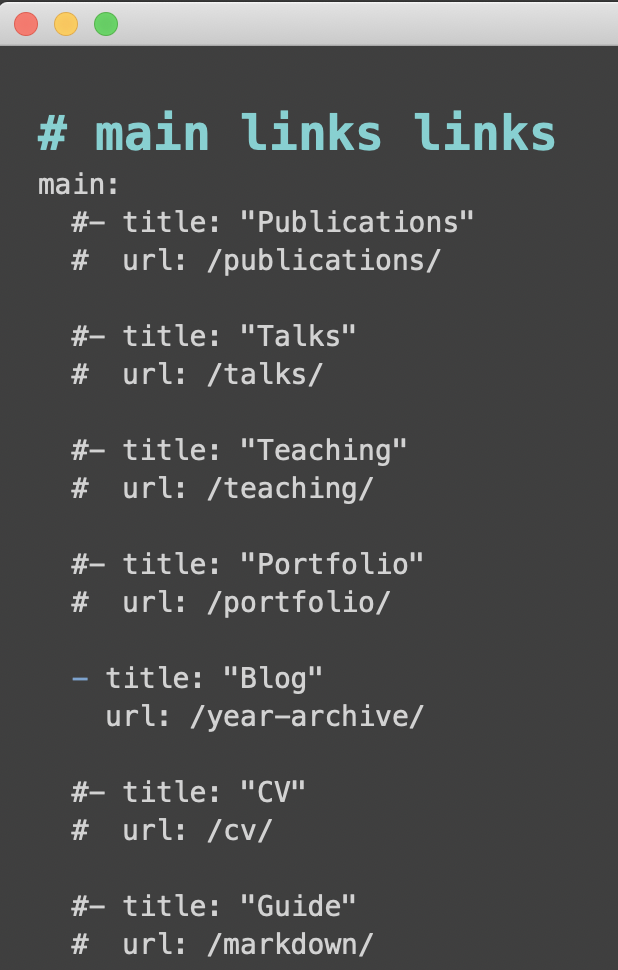 # main links links
main:
  #- title: "Publications"
  #  url: /publications/

  #- title: "Talks"
  #  url: /talks/

  #- title: "Teaching"
  #  url: /teaching/

  #- title: "Portfolio"
  #  url: /portfolio/

  - title: "Blog"
    url: /year-archive/

  #- title: "CV"
  #  url: /cv/

  #- title: "Guide"
  #  url: /markdown/